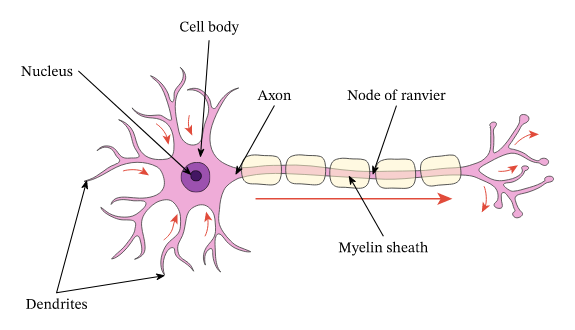 Cell body
Nucleus
Axon
Node of ranvier
Myelin sheath
Dendrites